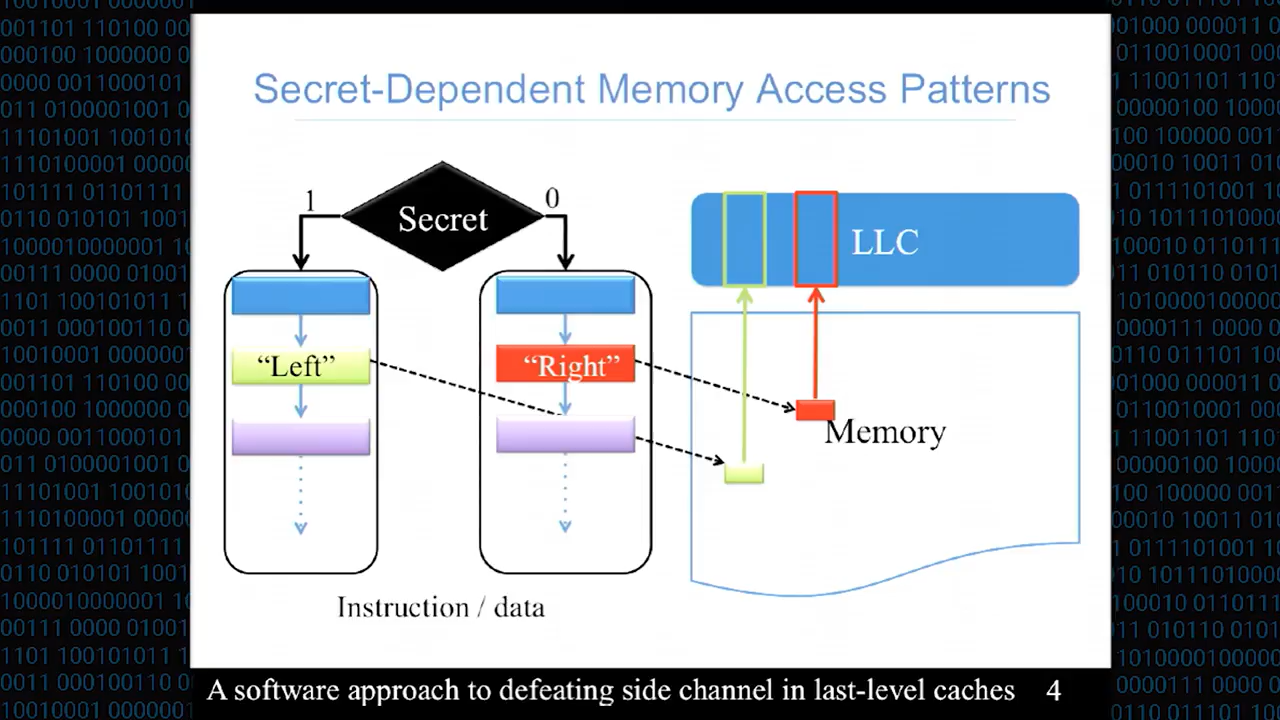 Secret-Dependent Memory Access Patterns
1
0
Secret
LLC
"Left"
"Right"
Memory
Instruction / data
A software approach to defeating side channel in last-level caches 4